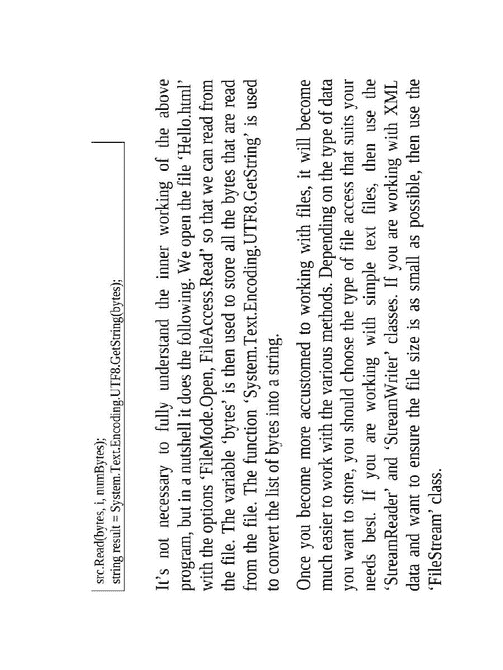 src.Read(bytes, i, numBytes);
string result = System.Text.Encoding.UTF8.GetString(bytes);
It’s not necessary to fully understand the inner working of the above
program, but in a nutshell it does the following. We open the file ‘Hello.html’
with the options ‘FileMode.Open, FileAccess.Read’ so that we can read from
the file. The variable ‘bytes’ is then used to store all the bytes that are read
from the file. The function ‘System.Text.Encoding.UTF8.GetString’ is used
to convert the list of bytes into a string.
Once you become more accustomed to working with files, it will become
much easier to work with the various methods. Depending on the type of data
you want to store, you should choose the type of file access that suits your
needs best. If you are working with simple text files, then use the
‘StreamReader’ and ‘StreamWriter’ classes. If you are working with XML
data and want to ensure the file size is as small as possible, then use the
‘FileStream’ class.